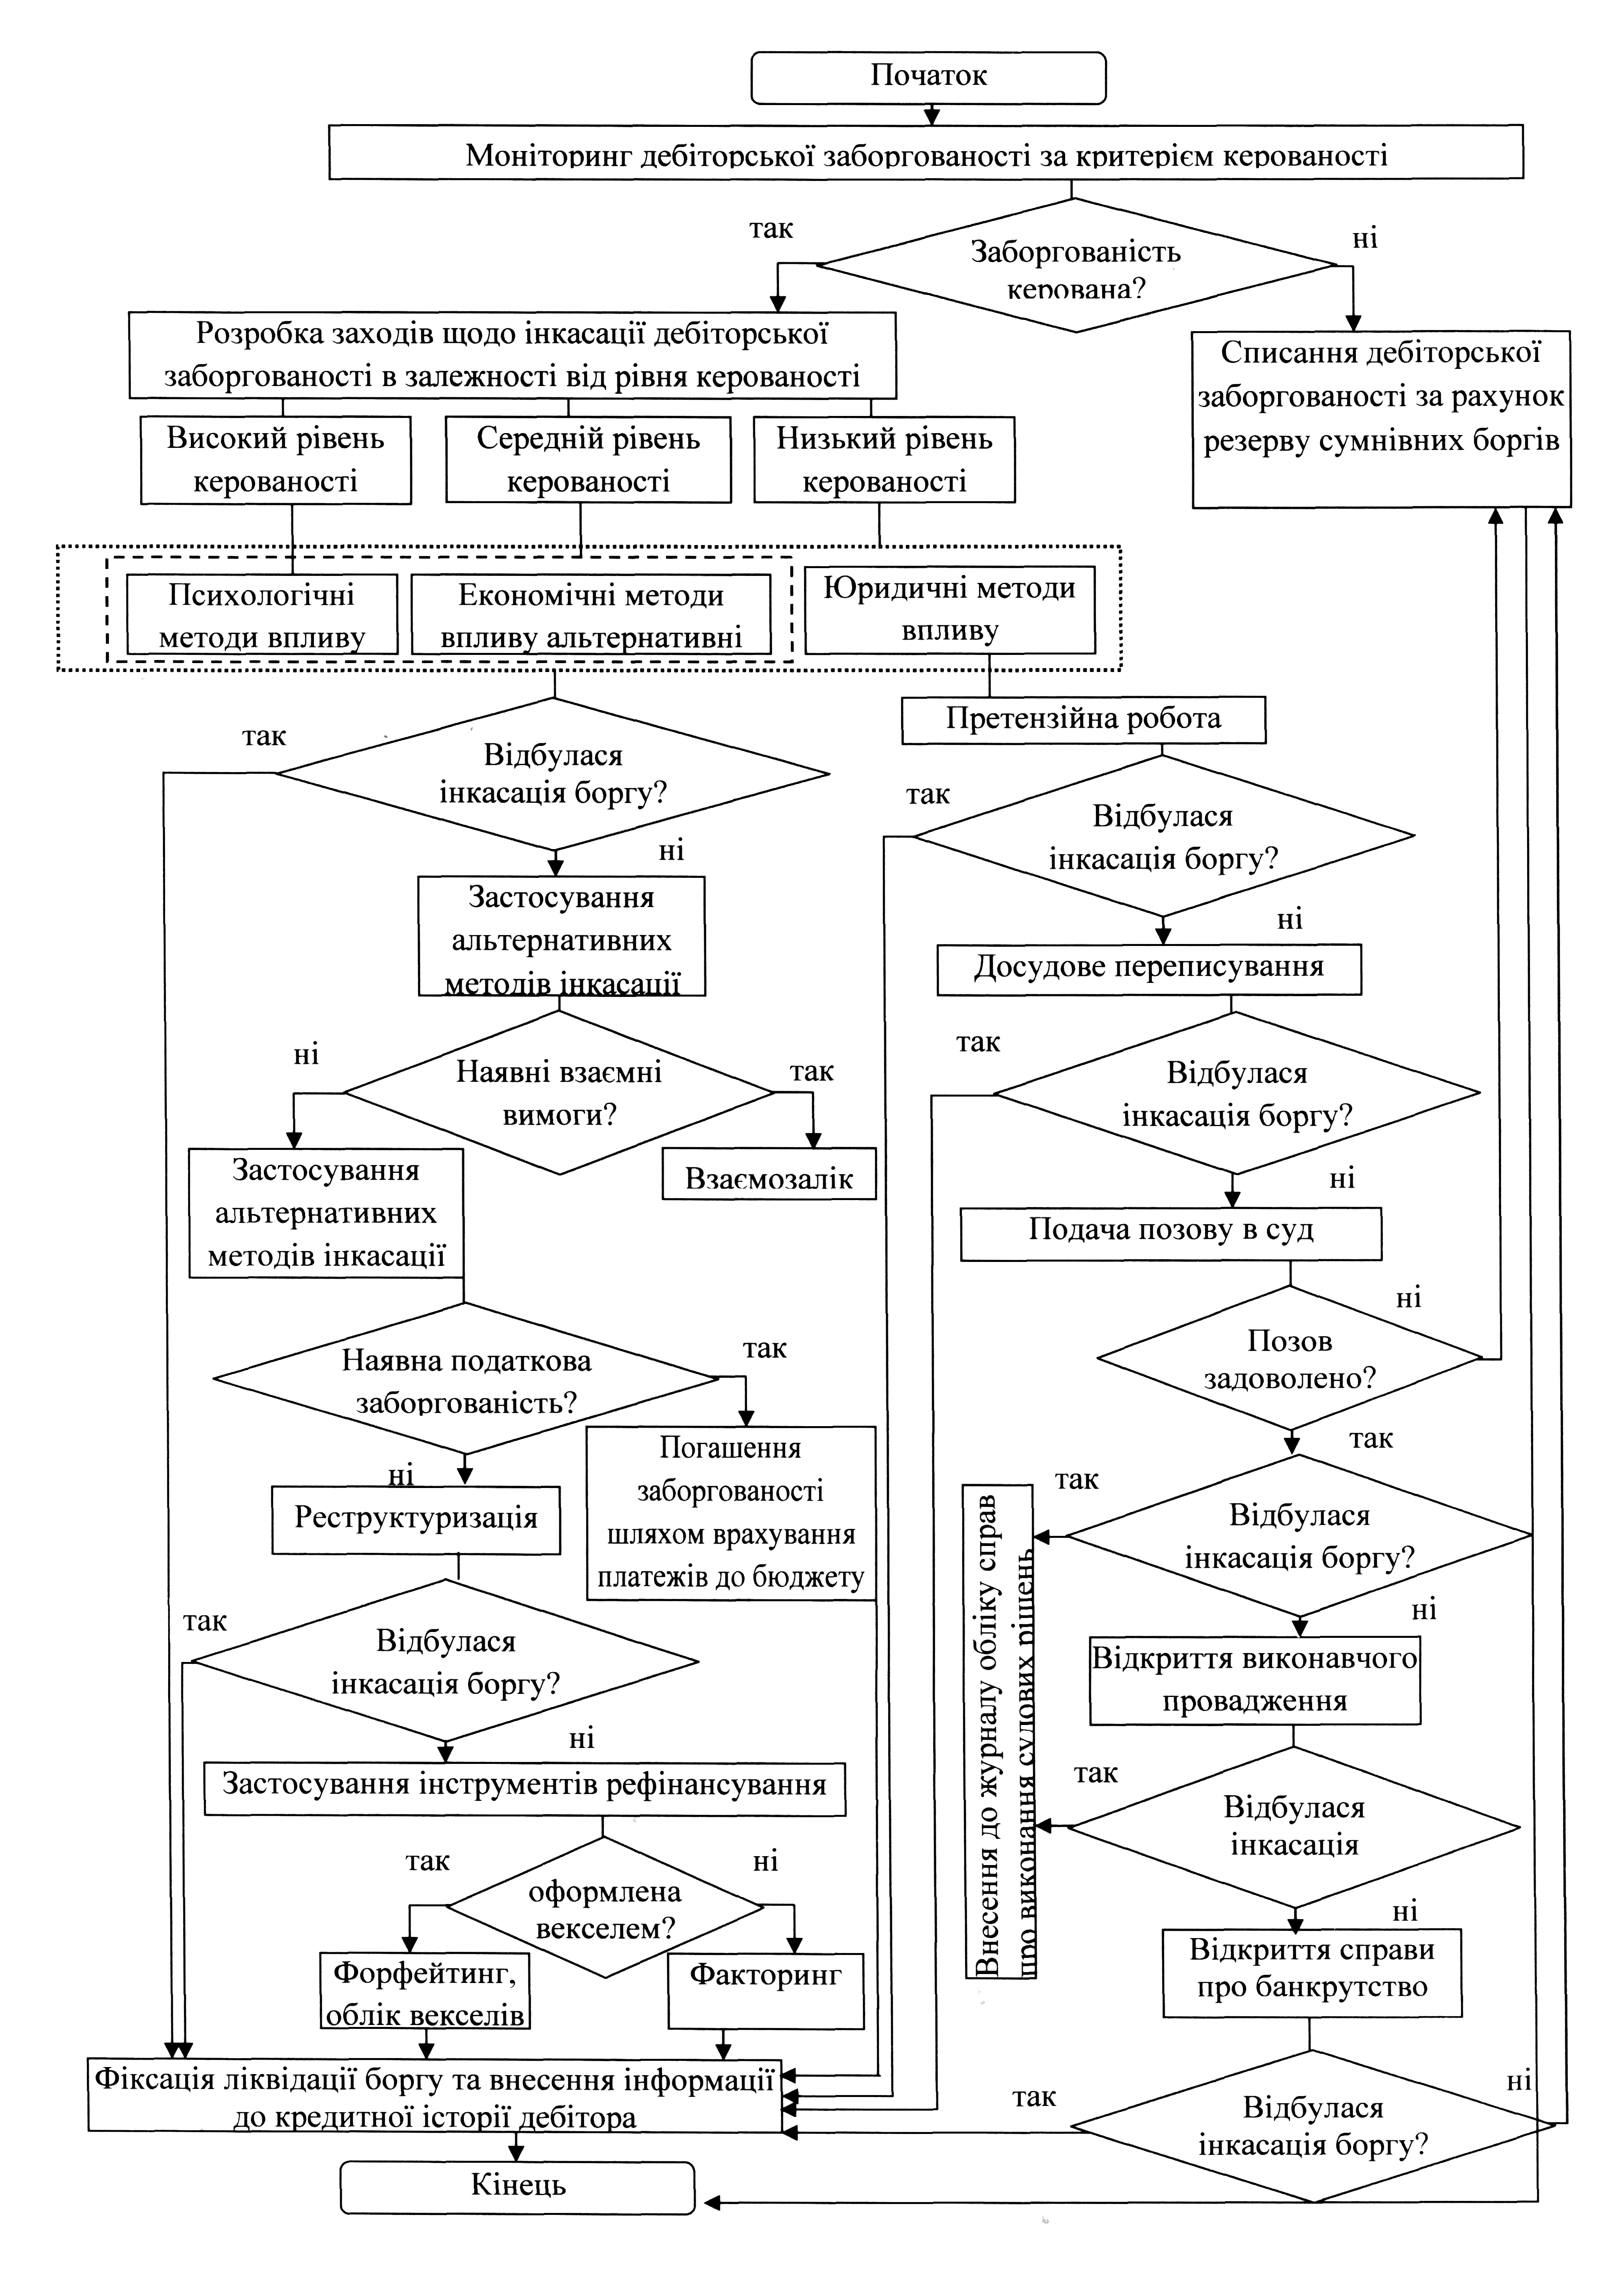 Початок
Моніторинг дебіторської заборгованості за критерієм керованості
так
ні
Заборгованість
керована?
Розробка заходів щодо інкасації дебіторської
заборгованості в залежності від рівня керованості
Списання дебіторської
заборгованості за рахунок
резерву сумнівних боргів
Високий рівень
керованості
Середній рівень
керованості
Низький рівень
керованості
Психологічні
методи впливу
Економічні методи
впливу альтернативні
Юридичні методи
впливу
так
Відбулася
інкасація боргу?
ні
Застосування
альтернативних
методів інкасації
ні
Наявні взаємні
вимоги?
так
Застосування
альтернативних
методів інкасації
Взаємозалік
Наявна податкова
заборгованість?
так
ні
Погашення
заборгованості
шляхом врахування
платежів до бюджету
Реструктуризація
так
Відбулася
інкасація боргу?
ні
Застосування інструментів рефінансування
так
ні
оформлена
векселем?
Форфейтинг,
облік векселів
Факторинг
Претензійна робота
так
Відбулася
інкасація боргу?
ні
Досудове переписування
так
Відбулася
інкасація боргу?
ні
Подача позову в суд
ні
Позов
задоволено?
так
так
Відбулася
інкасація боргу?
ні
Внесення до журналу обліку справ
про виконання судових рішень
Відкриття виконавчого
провадження
так
Відбулася
інкасація
ні
Відкриття справи
про банкрутство
так
Відбулася
інкасація боргу?
ні
Фіксація ліквідації боргу та внесення інформації
до кредитної історії дебітора
Кінець